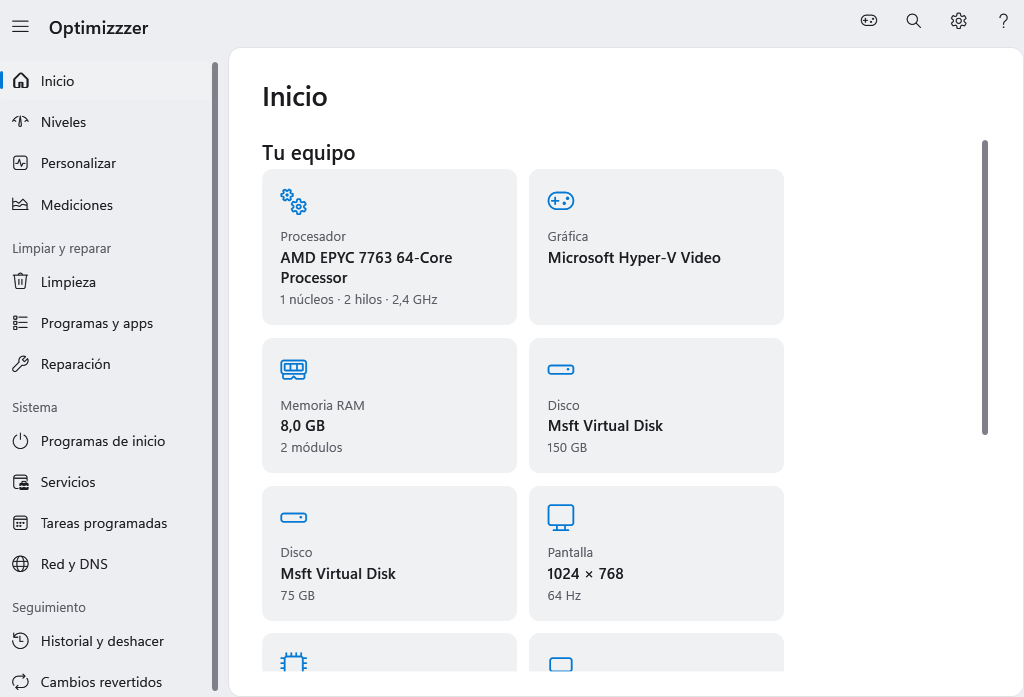 Optimizzzer
?
Inicio
Niveles
Personalizar
Mediciones
Limpiar y reparar
Limpieza
Programas y apps
Reparación
Sistema
Programas de inicio
Servicios
Tareas programadas
Red y DNS
Seguimiento
Historial y deshacer
Cambios revertidos
Inicio
Tu equipo
Procesador
AMD EPYC 7763 64-Core
Processor
1 núcleos · 2 hilos · 2,4 GHz
Gráfica
Microsoft Hyper-V Video
Memoria RAM
8,0 GB
2 módulos
Disco
Msft Virtual Disk
150 GB
Disco
Msft Virtual Disk
75 GB
Pantalla
1024 × 768
64 Hz